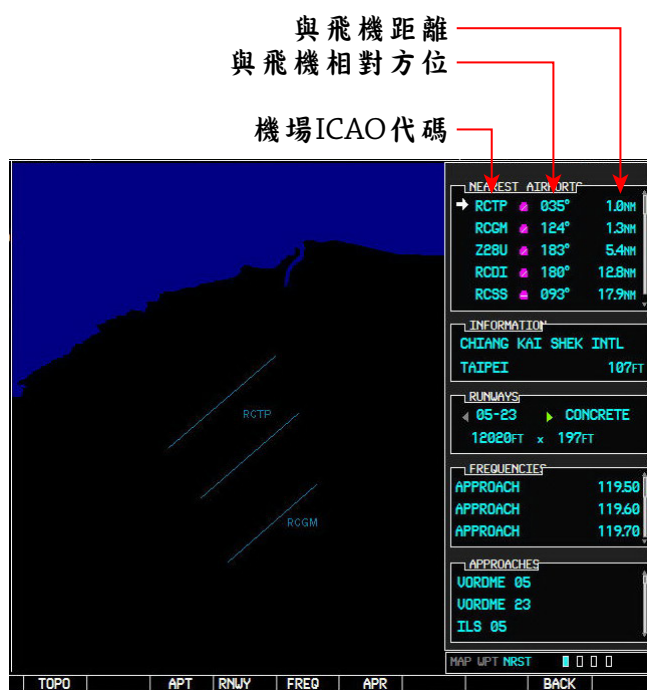 與飛機距離
與飛機相對方位
機場ICAO代碼
NEAREST AIRPORTS
RCTP 035° 1.0NM
RCGM 124° 1.3NM
Z28U 183° 5.4NM
RCDI 180° 12.8NM
RCSS 093° 17.9NM
INFORMATION
CHIANG KAI SHEK INTL
TAIPEI 107FT
RUNWAYS
05-23 CONCRETE
12020FT x 197FT
FREQUENCIES
APPROACH 119.50
APPROACH 119.60
APPROACH 119.70
APPROACHES
VORDME 05
VORDME 23
ILS 05
RCTP
RCGM
MAP WPT NRST
TOPO APT RNWY FREQ APR BACK